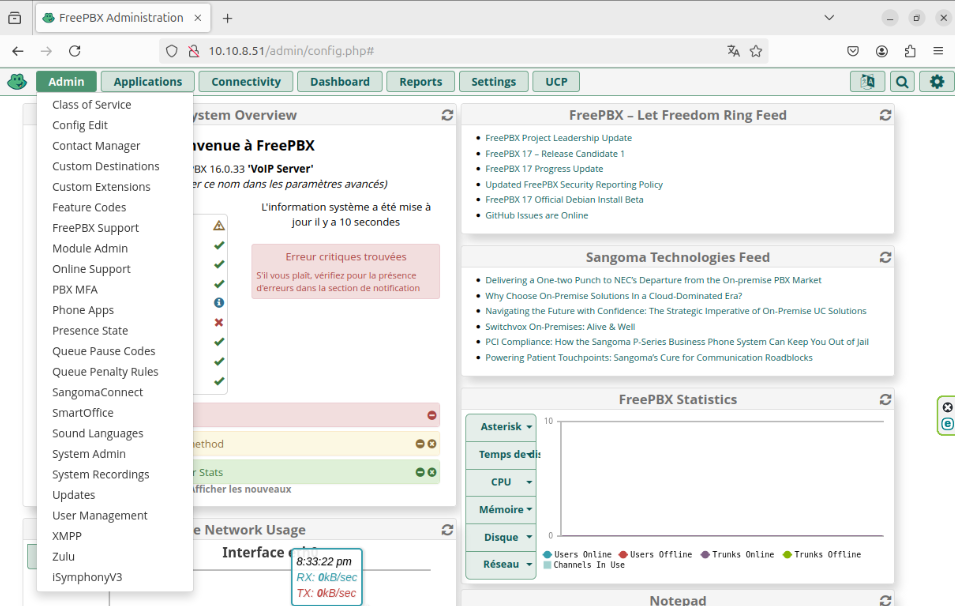 FreePBX Administration
10.10.8.51/admin/config.php#
Admin
Applications
Connectivity
Dashboard
Reports
Settings
UCP
Class of Service
Config Edit
Contact Manager
Custom Destinations
Custom Extensions
Feature Codes
FreePBX Support
Module Admin
Online Support
PBX MFA
Phone Apps
Presence State
Queue Pause Codes
Queue Penalty Rules
SangomaConnect
SmartOffice
Sound Languages
System Admin
System Recordings
Updates
User Management
XMPP
Zulu
iSymphonyV3
ystem Overview
nvenue à FreePBX
PBX 16.0.33 'VoIP Server'
er ce nom dans les paramètres avancés)
L'information système a été mise à
jour il y a 10 secondes
Erreur critiques trouvées
S'il vous plaît, vérifiez pour la présence
d'erreurs dans la section de notification
ethod
r Stats
Afficher les nouveaux
e Network Usage
Interface
8:33:22 pm
RX: 0kB/sec
TX: 0kB/sec
FreePBX – Let Freedom Ring Feed
FreePBX Project Leadership Update
FreePBX 17 – Release Candidate 1
FreePBX 17 Progress Update
Updated FreePBX Security Reporting Policy
FreePBX 17 Official Debian Install Beta
GitHub Issues are Online
Sangoma Technologies Feed
Delivering a One-two Punch to NEC's Departure from the On-premise PBX Market
Why Choose On-Premise Solutions In a Cloud-Dominated Era?
Navigating the Future with Confidence: The Strategic Imperative of On-Premise UC Solutions
Switchvox On-Premises: Alive & Well
PCI Compliance: How the Sangoma P-Series Business Phone System Can Keep You Out of Jail
Powering Patient Touchpoints: Sangoma's Cure for Communication Roadblocks
FreePBX Statistics
Asterisk
Temps de dis
CPU
Mémoire
Disque
Réseau
10
0
Users Online
Users Offline
Trunks Online
Trunks Offline
Channels In Use
Notepad